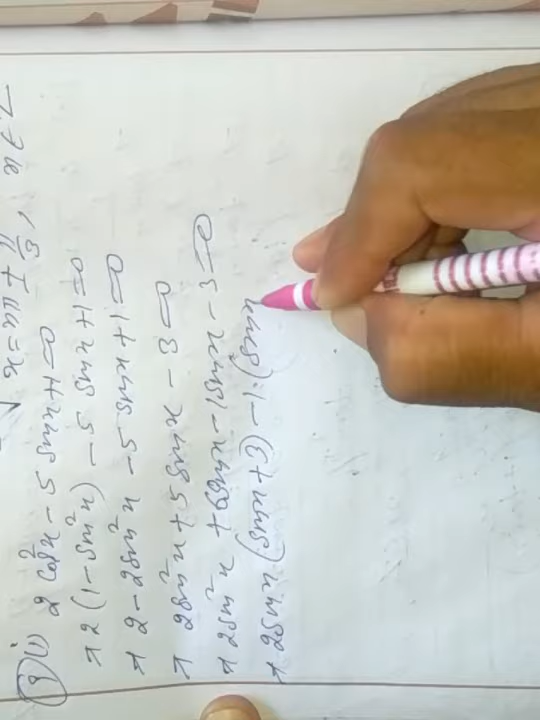 x = nπ ± π/3, n ∈ Z
(9) (i) 2 cos²x - 5 sinx + 1 = 0
⇒ 2(1 - sin²x) - 5 sinx + 1 = 0
⇒ 2 - 2sin²x - 5 sinx + 1 = 0
⇒ 2sin²x + 5 sinx - 3 = 0
⇒ 2sin²x + 6sinx - 1sinx - 3 = 0
⇒ 2sinx (sinx + 3) - 1 (sinx